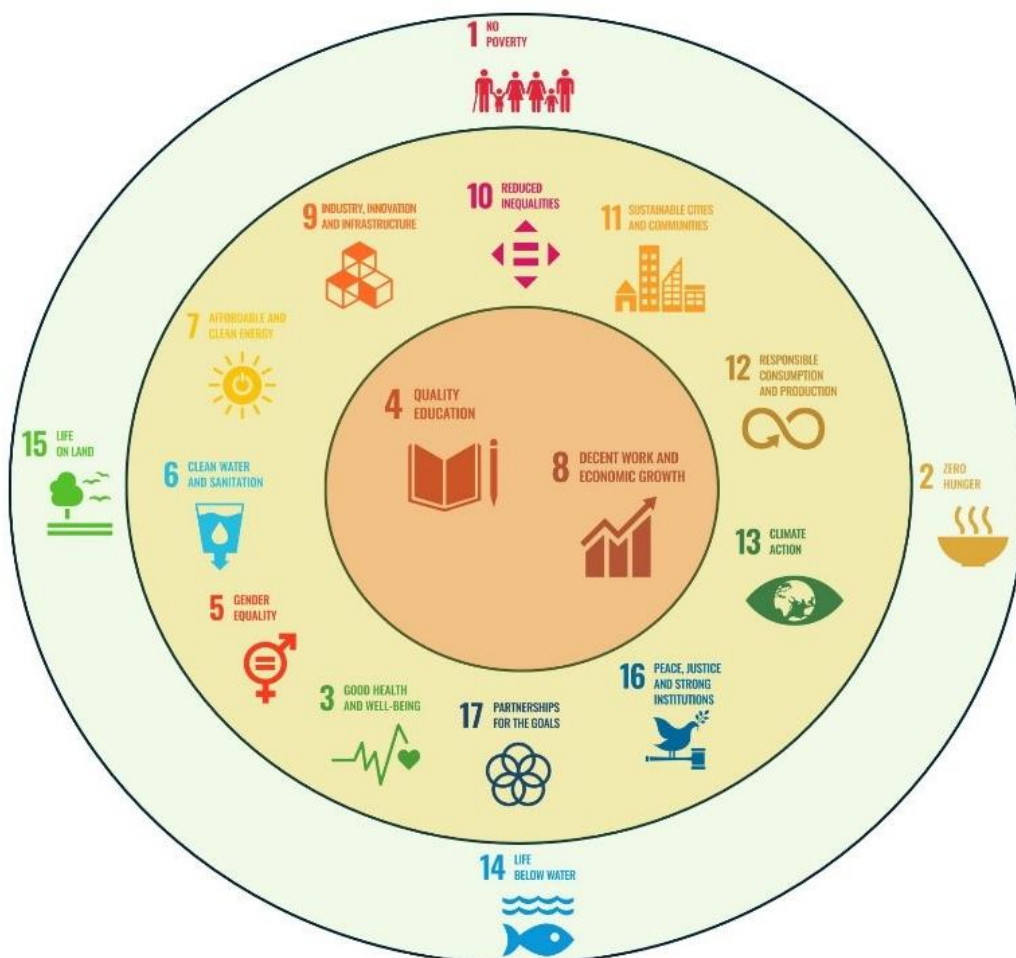 1 NO
POVERTY
9 INDUSTRY, INNOVATION
AND INFRASTRUCTURE
10 REDUCED
INEQUALITIES
11 SUSTAINABLE CITIES
AND COMMUNITIES
7 AFFORDABLE AND
CLEAN ENERGY
12 RESPONSIBLE
CONSUMPTION
AND PRODUCTION
4 QUALITY
EDUCATION
15 LIFE
ON LAND
6 CLEAN WATER
AND SANITATION
8 DECENT WORK AND
ECONOMIC GROWTH
2 ZERO
HUNGER
13 CLIMATE
ACTION
5 GENDER
EQUALITY
3 GOOD HEALTH
AND WELL-BEING
17 PARTNERSHIPS
FOR THE GOALS
16 PEACE, JUSTICE
AND STRONG
INSTITUTIONS
14 LIFE
BELOW WATER